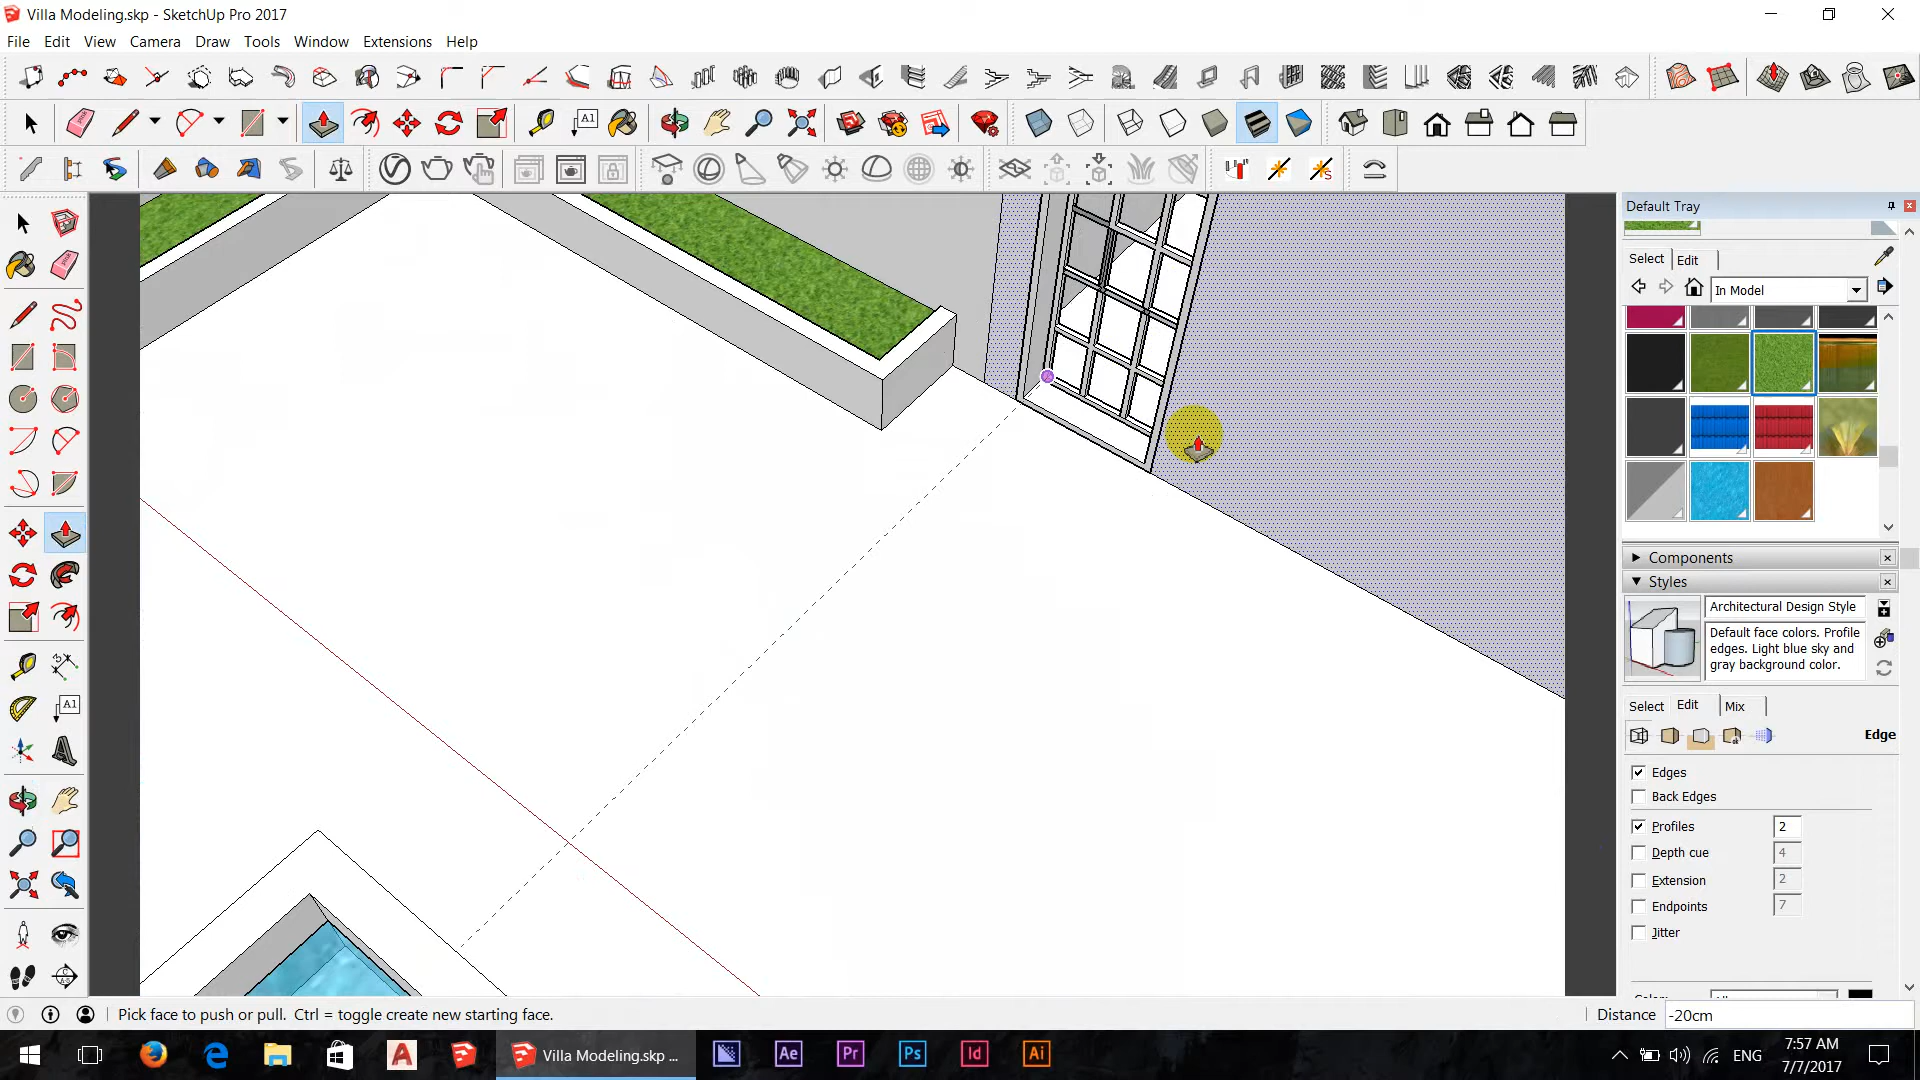 Villa Modeling.skp - SketchUp Pro 2017
File Edit View Camera Draw Tools Window Extensions Help
A1
Default Tray
Select Edit
In Model
A1
Components
Styles
Architectural Design Style
Default face colors. Profile
edges. Light blue sky and
gray background color.
Select Edit Mix
Edge
Edges
Back Edges
Profiles 2
Depth cue 4
Extension 2
Endpoints 7
Jitter
Pick face to push or pull. Ctrl = toggle create new starting face.
Distance -20cm
Villa Modeling.skp ...
Ae Pr Ps Id Ai
ENG
7:57 AM
7/7/2017